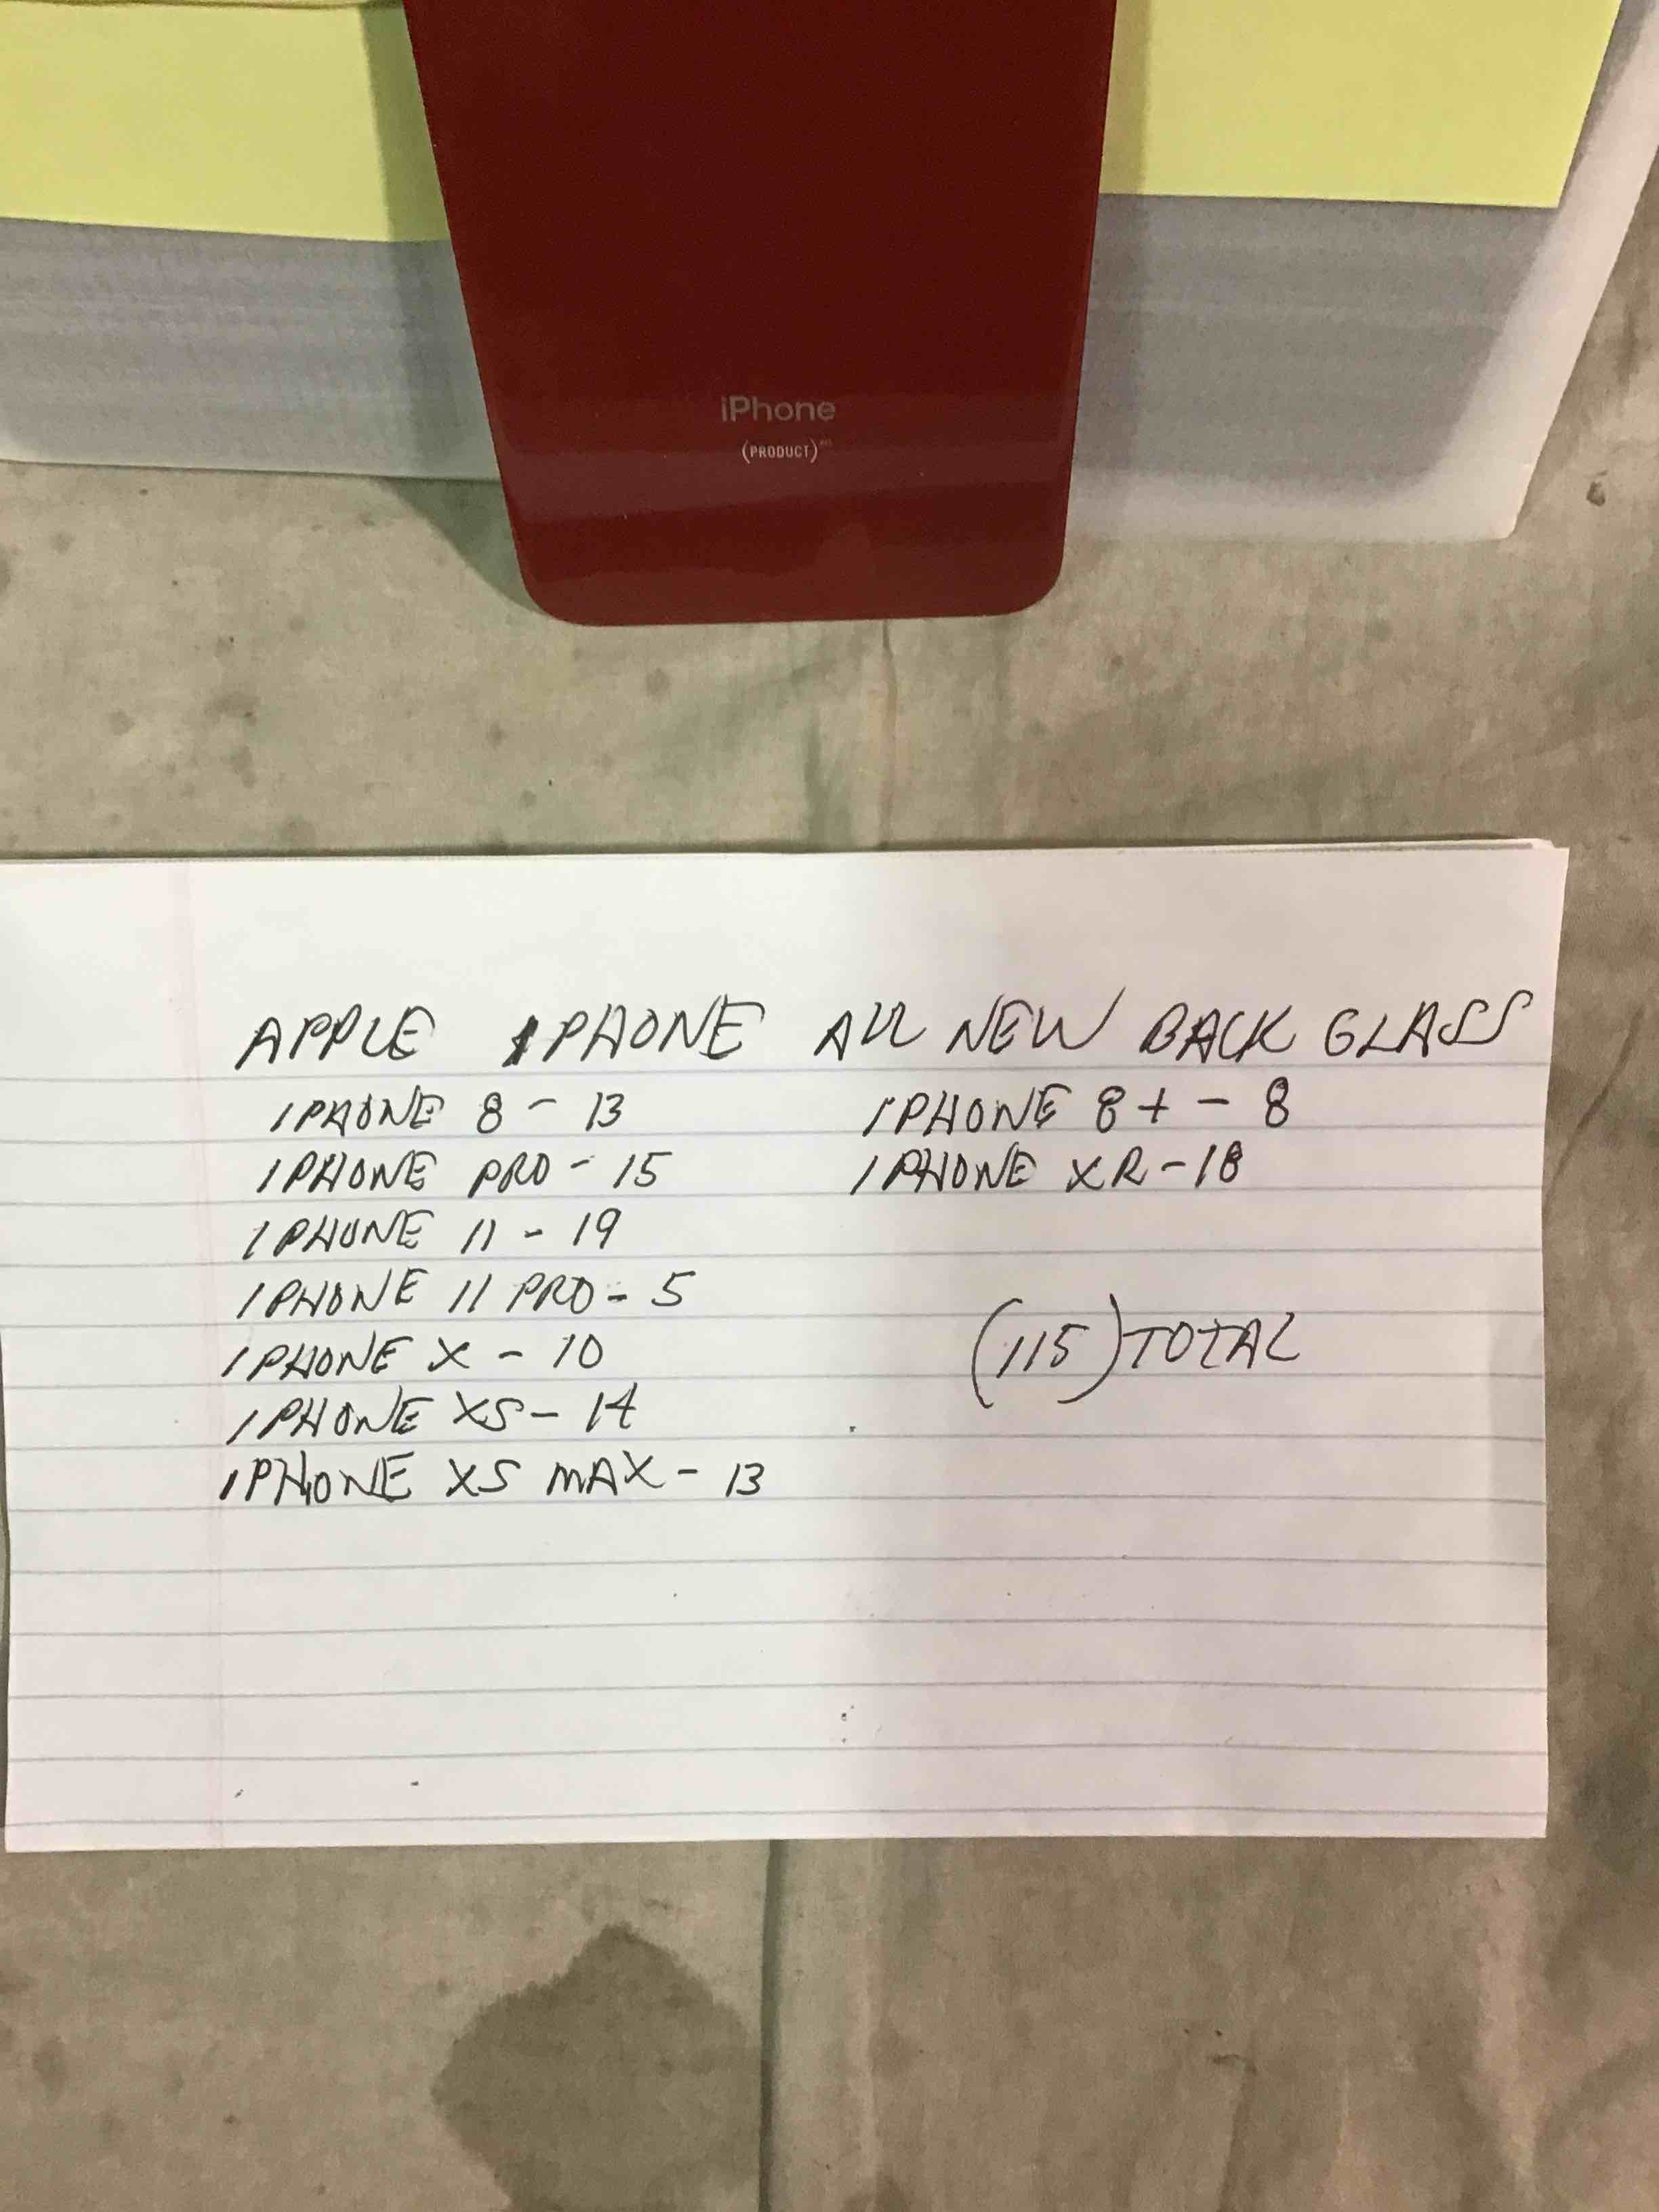 iPhone
(PRODUCT)
APPLE IPHONE ALL NEW BACK GLASS
IPHONE 8 - 13
IPHONE 8+ - 8
IPHONE PRO - 15
IPHONE XR - 18
IPHONE 11 - 19
IPHONE 11 PRO - 5
IPHONE X - 10
(115) TOTAL
IPHONE XS - 14
IPHONE XS MAX - 13